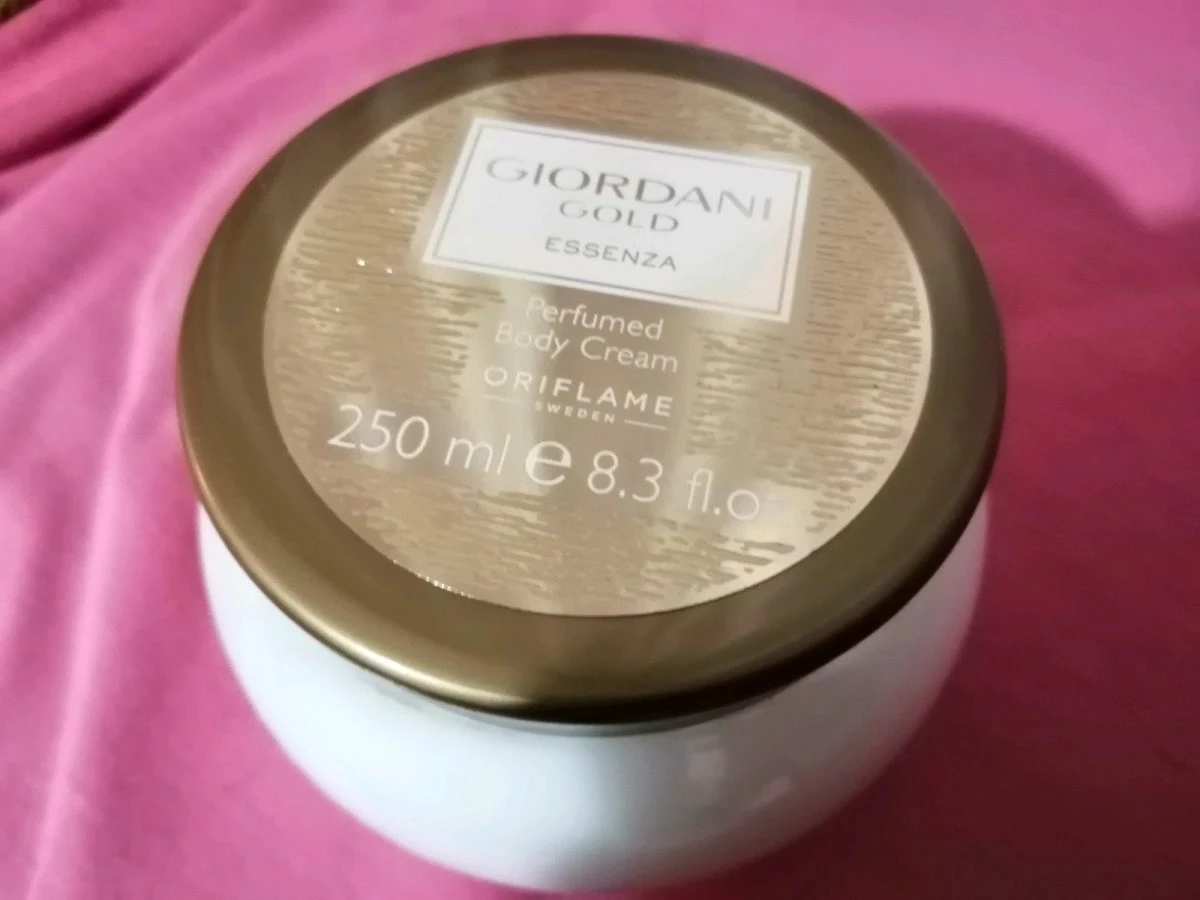 GIORDANI
GOLD
ESSENZA
Perfumed
Body Cream
ORIFLAME
SWEDEN
250 ml e 8.3 fl.o